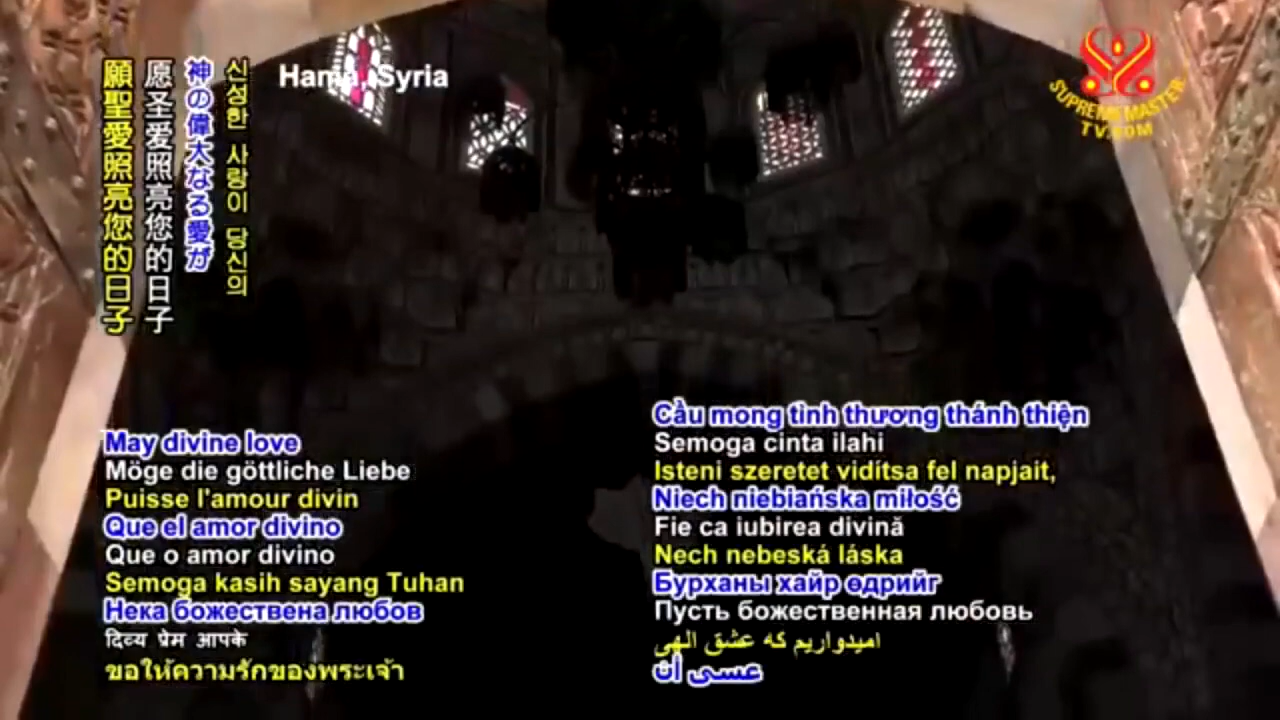 願聖愛照亮您的日子
愿圣爱照亮您的日子
神の偉大なる愛が
신성한 사랑이 당신의
Hama, Syria
SUPREME MASTER
TV.COM
May divine love
Möge die göttliche Liebe
Puisse l'amour divin
Que el amor divino
Que o amor divino
Semoga kasih sayang Tuhan
Нека божествена любов
दिव्य प्रेम आपके
ขอให้ความรักของพระเจ้า
Cầu mong tình thương thánh thiện
Semoga cinta ilahi
Isteni szeretet vidítsa fel napjait,
Niech niebiańska miłość
Fie ca iubirea divină
Nech nebeská láska
Бурханы хайр өдрийг
Пусть божественная любовь
امیدواریم که عشق الهی
عسى أن